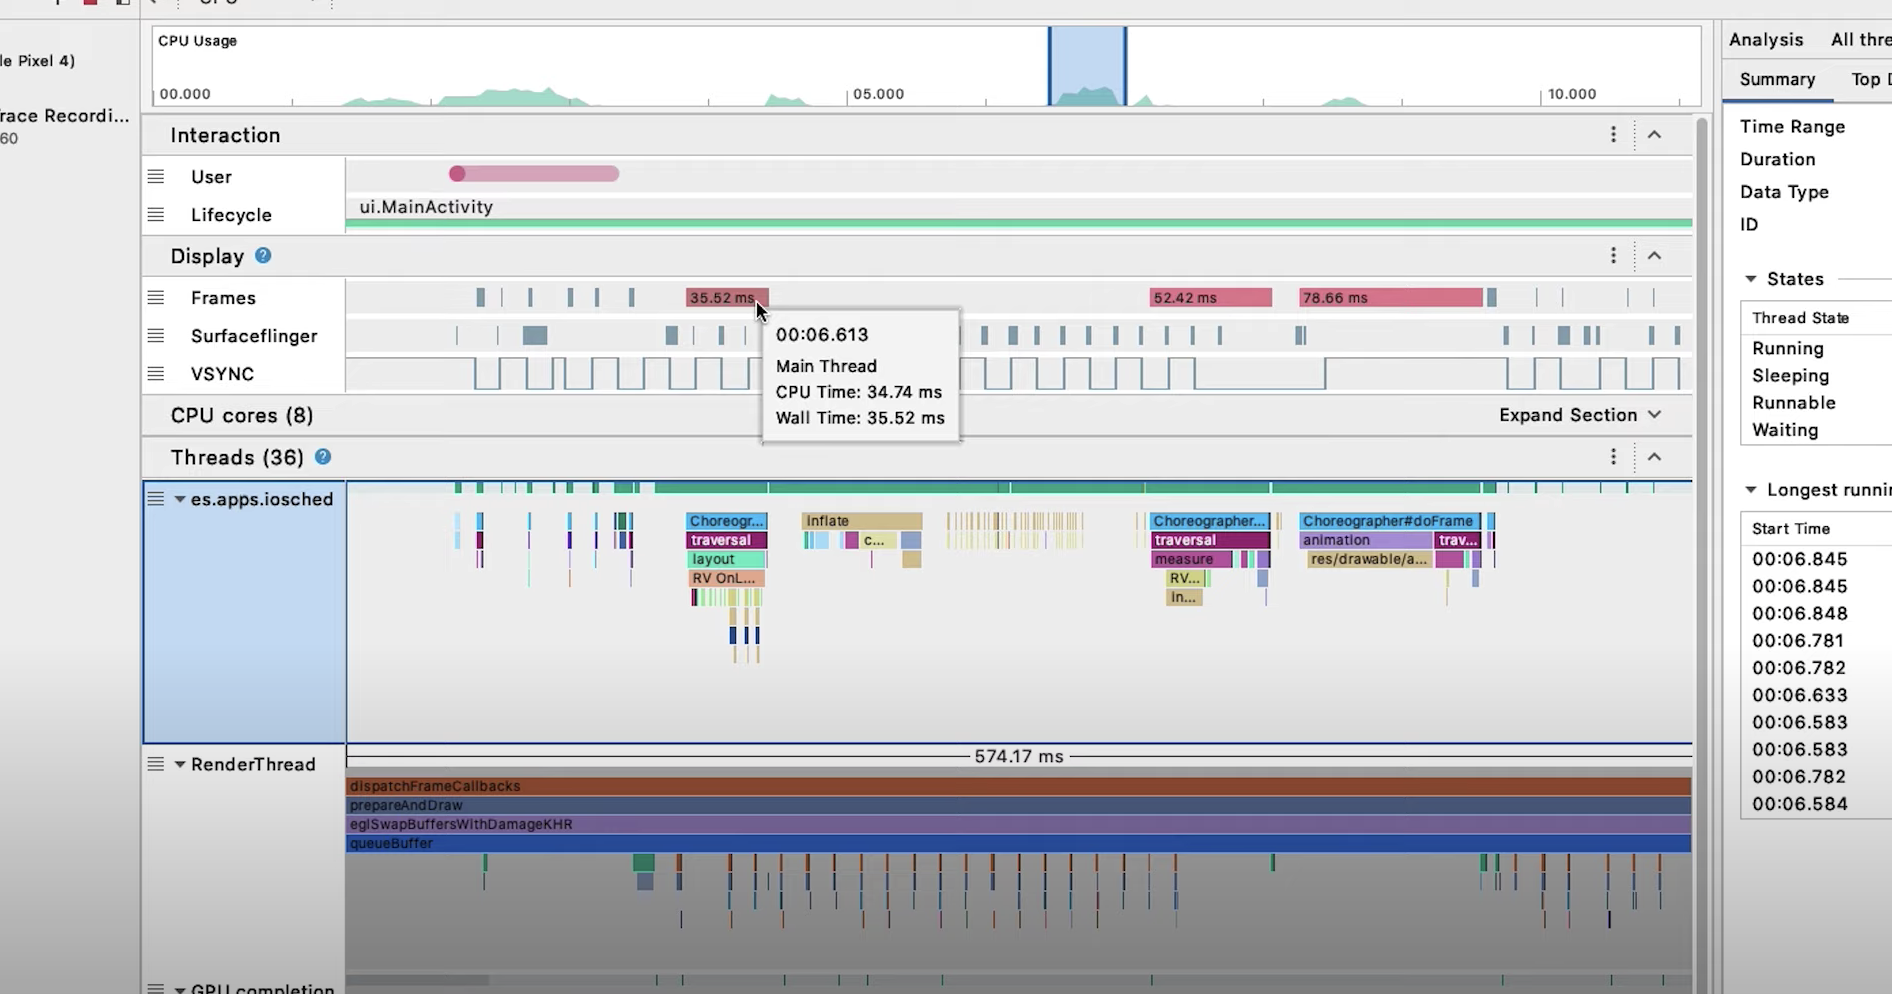 le Pixel 4)
race Recordi...
60
CPU Usage
00.000
05.000
10.000
Interaction
User
Lifecycle
ui.MainActivity
Display
Frames
35.52 ms
52.42 ms
78.66 ms
Surfaceflinger
VSYNC
00:06.613
Main Thread
CPU Time: 34.74 ms
Wall Time: 35.52 ms
CPU cores (8)
Expand Section
Threads (36)
es.apps.iosched
Choreogr...
Inflate
Choreographer...
Choreographer#doFrame
traversal
c...
traversal
animation
trav...
layout
measure
res/drawable/a...
RV OnL...
RV...
in...
574.17 ms
RenderThread
dispatchFrameCallbacks
prepareAndDraw
eglSwapBuffersWithDamageKHR
queueBuffer
GPU completion
Analysis
All thre
Summary
Top D
Time Range
Duration
Data Type
ID
States
Thread State
Running
Sleeping
Runnable
Waiting
Longest runnin
Start Time
00:06.845
00:06.845
00:06.848
00:06.781
00:06.782
00:06.633
00:06.583
00:06.583
00:06.782
00:06.584